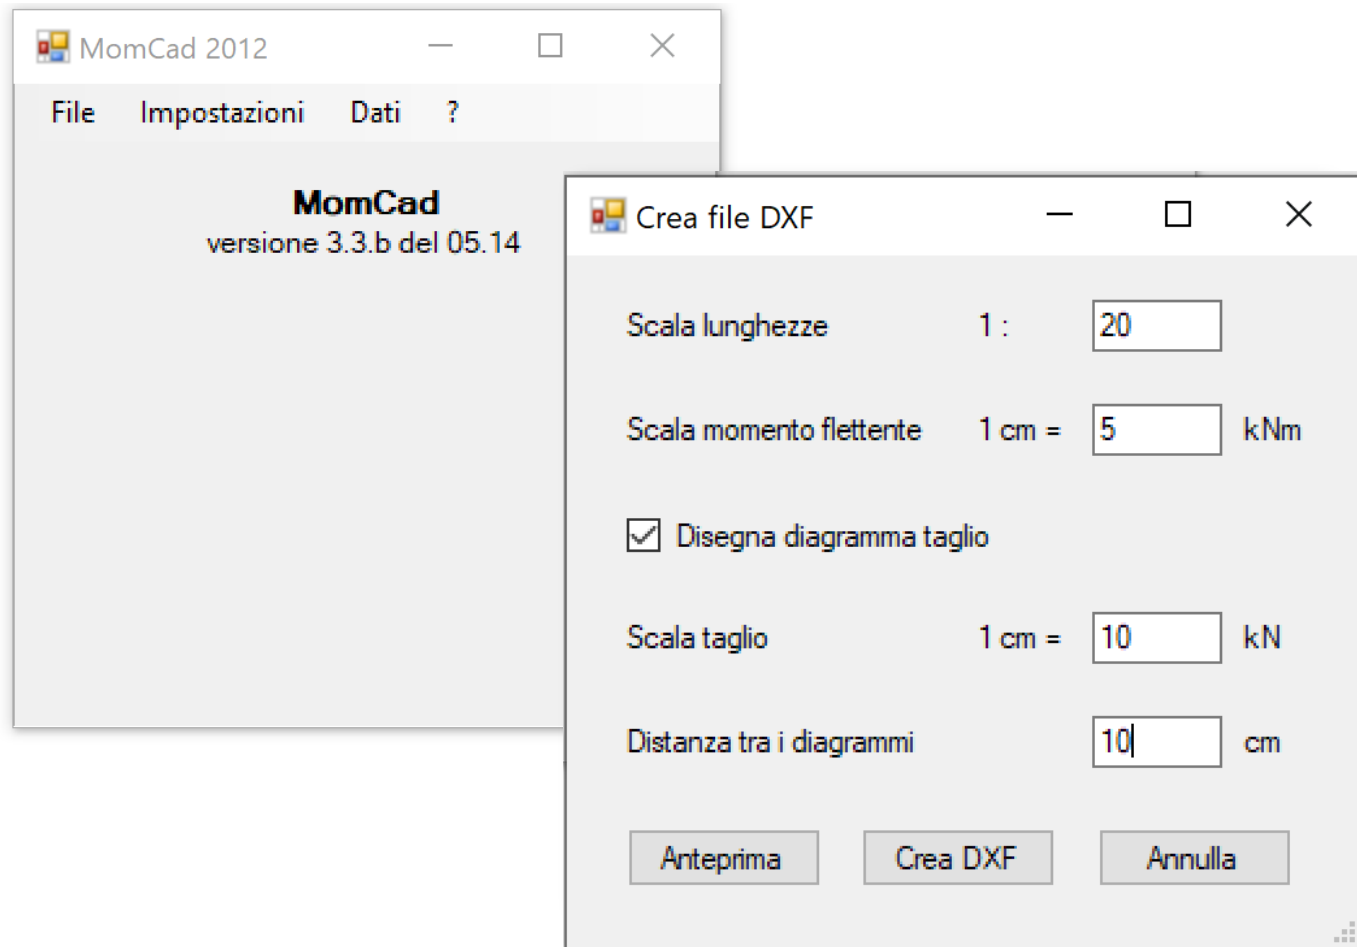 MomCad 2012
File Impostazioni Dati ?
MomCad
versione 3.3.b del 05.14
Crea file DXF
Scala lunghezze 1 : 20
Scala momento flettente 1 cm = 5 kNm
Disegna diagramma taglio
Scala taglio 1 cm = 10 kN
Distanza tra i diagrammi 10 cm
Anteprima Crea DXF Annulla